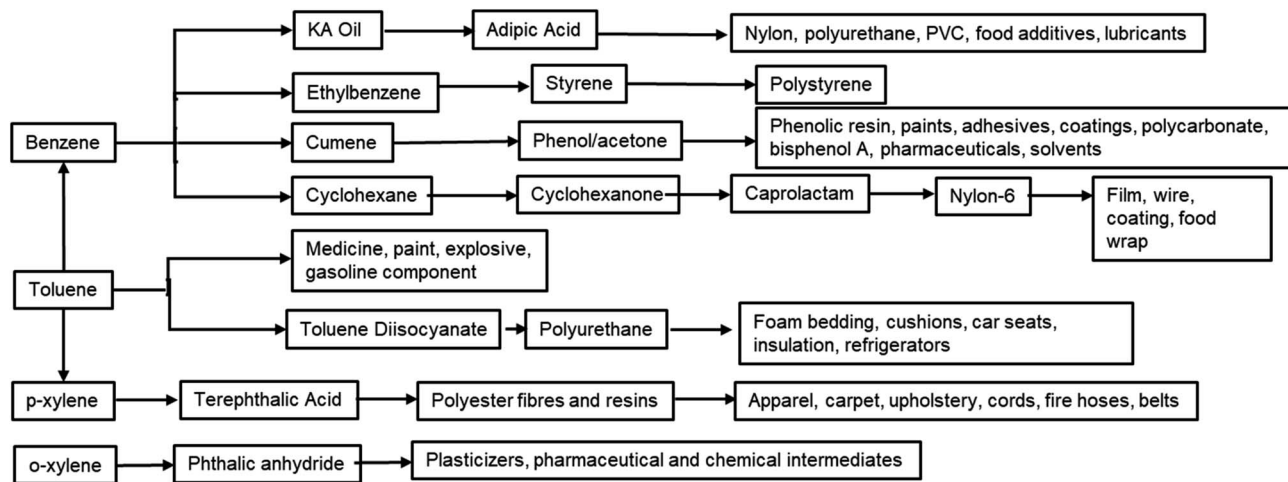 KA Oil
Adipic Acid
Nylon, polyurethane, PVC, food additives, lubricants
Ethylbenzene
Styrene
Polystyrene
Benzene
Cumene
Phenol/acetone
Phenolic resin, paints, adhesives, coatings, polycarbonate,
bisphenol A, pharmaceuticals, solvents
Cyclohexane
Cyclohexanone
Caprolactam
Nylon-6
Film, wire,
coating, food
wrap
Medicine, paint, explosive,
gasoline component
Toluene
Toluene Diisocyanate
Polyurethane
Foam bedding, cushions, car seats,
insulation, refrigerators
p-xylene
Terephthalic Acid
Polyester fibres and resins
Apparel, carpet, upholstery, cords, fire hoses, belts
o-xylene
Phthalic anhydride
Plasticizers, pharmaceutical and chemical intermediates